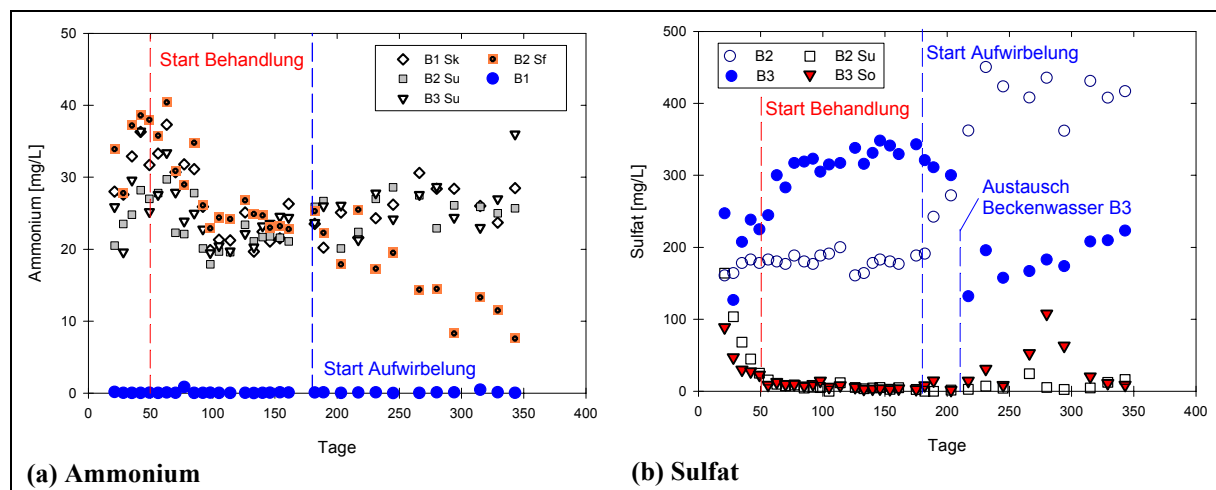 50
40
30
20
10
0
Ammonium [mg/L]
Start Behandlung
B1 Sk
B2 Su
B3 Su
B2 Sf
B1
Start Aufwirbelung
0 50 100 150 200 250 300 350 400
Tage
(a) Ammonium
500
400
300
200
100
0
Sulfat [mg/L]
Start Aufwirbelung
B2
B3
B2 Su
B3 So
Start Behandlung
Austausch
Beckenwasser B3
0 50 100 150 200 250 300 350 400
Tage
(b) Sulfat